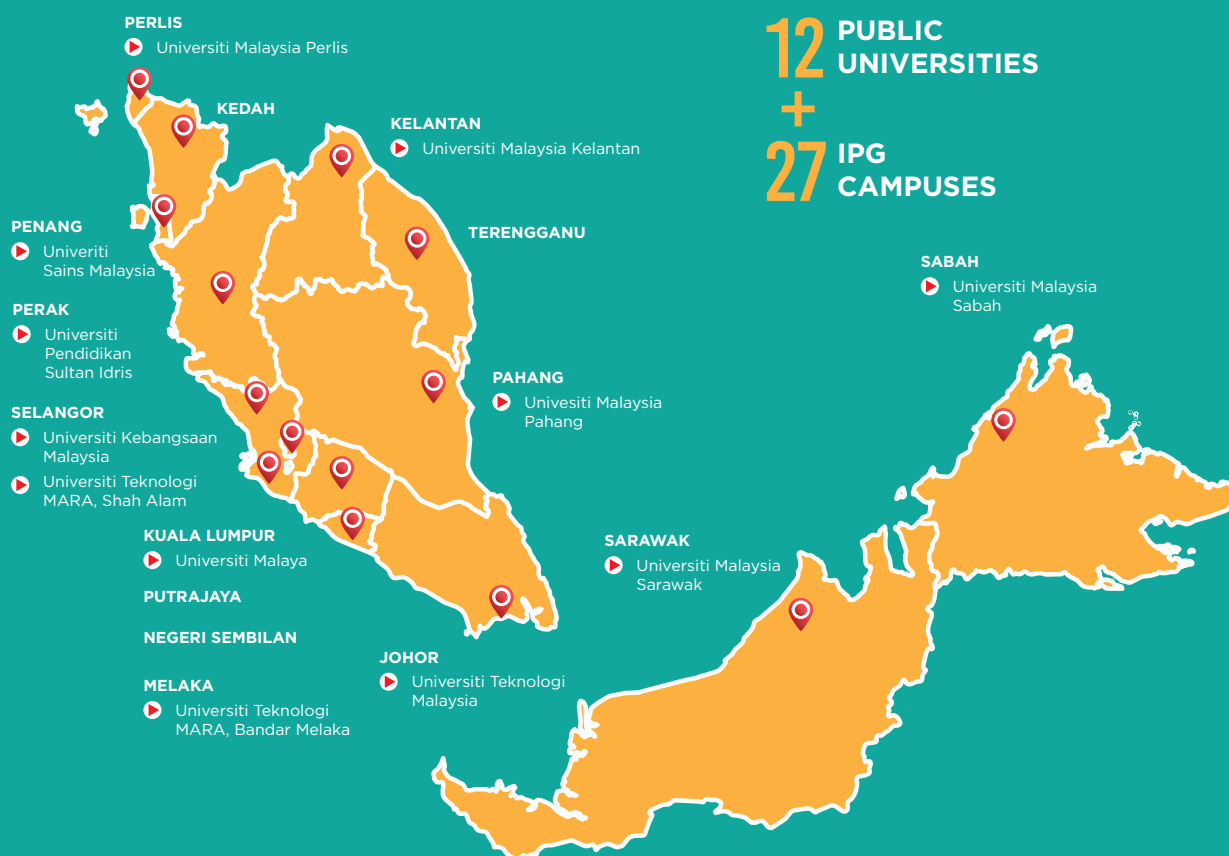 PERLIS
Universiti Malaysia Perlis
KEDAH
KELANTAN
Universiti Malaysia Kelantan
12 PUBLIC
UNIVERSITIES
+
27 IPG
CAMPUSES
PENANG
Univeriti
Sains Malaysia
TERENGGANU
PERAK
Universiti
Pendidikan
Sultan Idris
SABAH
Universiti Malaysia
Sabah
SELANGOR
Universiti Kebangsaan
Malaysia
Universiti Teknologi
MARA, Shah Alam
PAHANG
Univesiti Malaysia
Pahang
KUALA LUMPUR
Universiti Malaya
PUTRAJAYA
NEGERI SEMBILAN
MELAKA
Universiti Teknologi
MARA, Bandar Melaka
JOHOR
Universiti Teknologi
Malaysia
SARAWAK
Universiti Malaysia
Sarawak